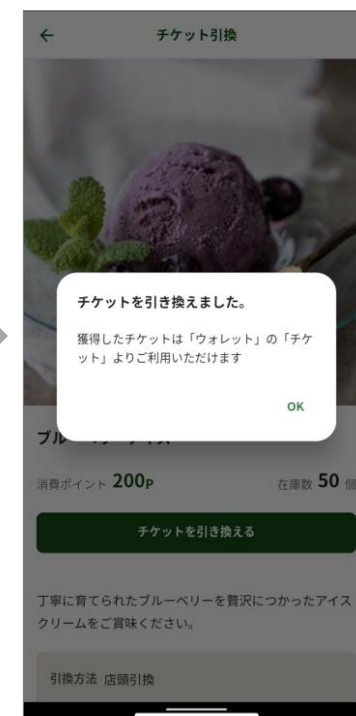 チケット引換
チケットを引き換えました。
獲得したチケットは「ウォレット」の「チケ
ット」よりご利用いただけます
OK
消費ポイント 200P
在庫数 50 個
チケットを引き換える
丁寧に育てられたブルーベリーを贅沢につかったアイス
クリームをご賞味ください。
引換方法 店頭引換